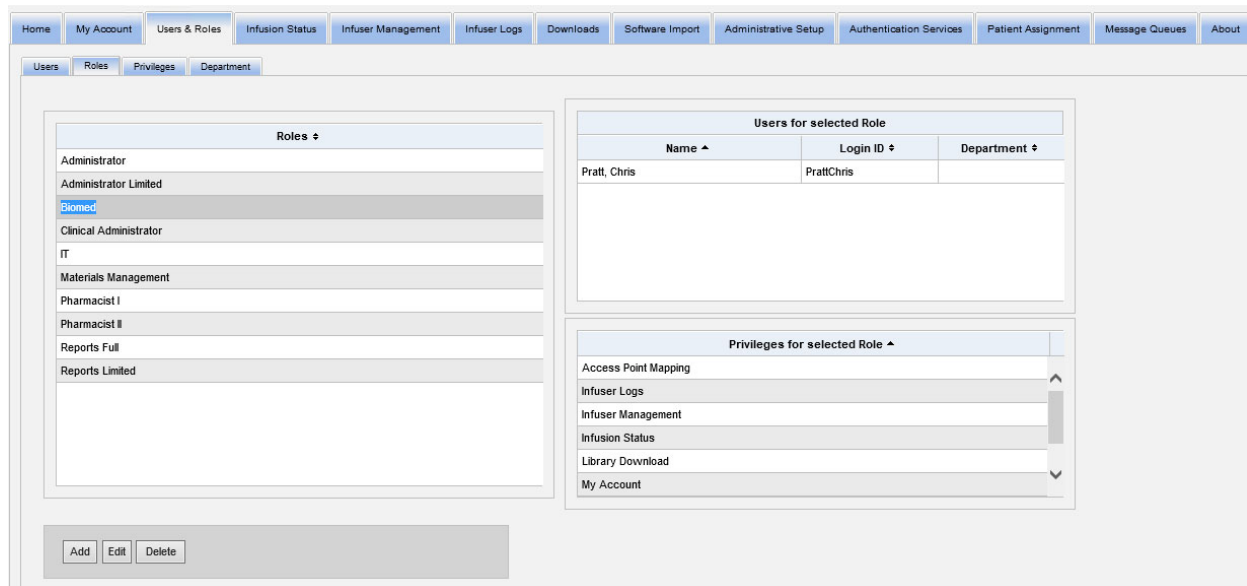 Home My Account Users & Roles Infusion Status Infuser Management Infuser Logs Downloads Software Import Administrative Setup Authentication Services Patient Assignment Message Queues About
Users Roles Privileges Department
Roles
Administrator
Administrator Limited
Biomed
Clinical Administrator
IT
Materials Management
Pharmacist I
Pharmacist II
Reports Full
Reports Limited
Users for selected Role
Name Login ID Department
Pratt, Chris PrattChris
Privileges for selected Role
Access Point Mapping
Infuser Logs
Infuser Management
Infusion Status
Library Download
My Account
Add Edit Delete